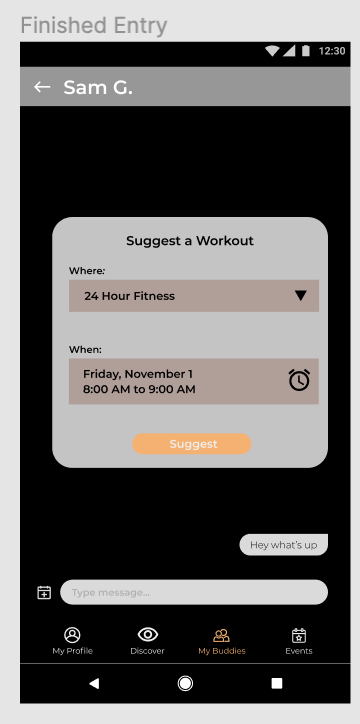 Finished Entry
12:30
Sam G.
Suggest a Workout
Where:
24 Hour Fitness
When:
Friday, November 1
8:00 AM to 9:00 AM
Suggest
Hey what's up
Type message...
My Profile
Discover
My Buddies
Events